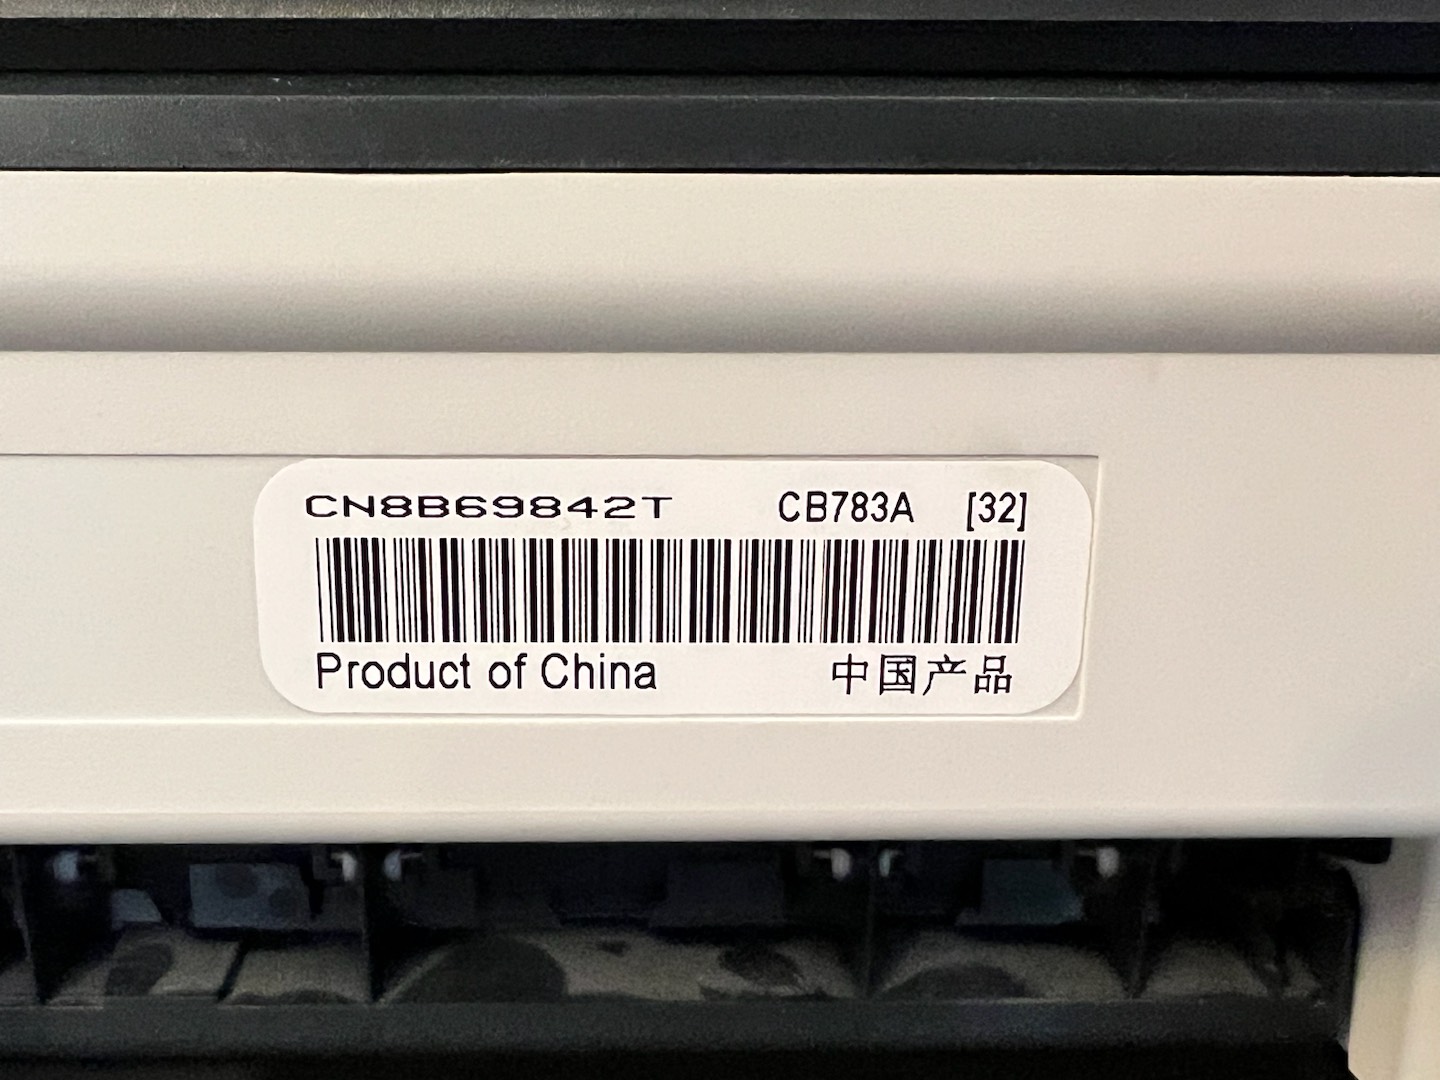 CN8B69842T CB783A [32]
Product of China 中国产品